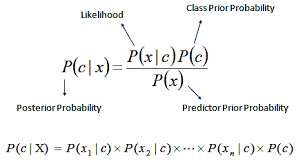 Likelihood
Class Prior Probability
P(c|x) = P(x|c)P(c) / P(x)
Posterior Probability
Predictor Prior Probability
P(c|X) = P(x₁|c) × P(x₂|c) × ⋯ × P(xₙ|c) × P(c)